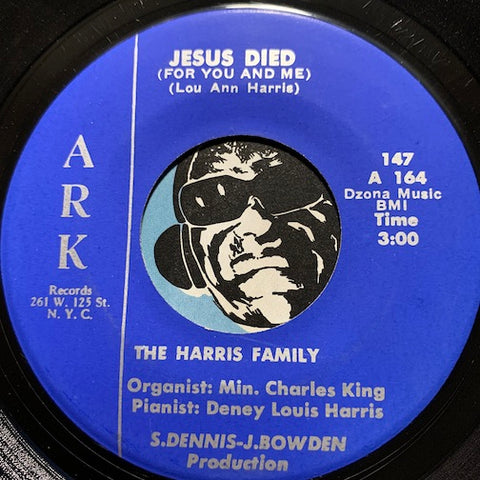 JESUS DIED
(FOR YOU AND ME)
(Lou Ann Harris)
A
R
K
Records
261 W. 125 St.
N. Y. C.
147
A 164
Dzona Music
BMI
Time
3:00
THE HARRIS FAMILY
Organist: Min. Charles King
Pianist: Deney Louis Harris
S.DENNIS-J.BOWDEN
Production